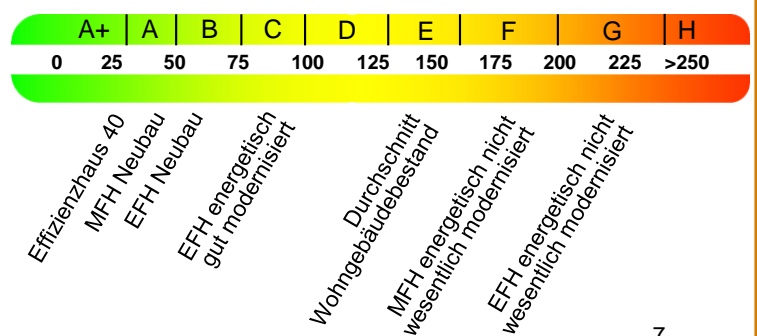 A+ A B C D E F G H
0 25 50 75 100 125 150 175 200 225 >250
Effizienzhaus 40
MFH Neubau
EFH Neubau
EFH energetisch
gut modernisiert
Durchschnitt
Wohngebäudebestand
MFH energetisch nicht
wesentlich modernisiert
EFH energetisch nicht
wesentlich modernisiert
7